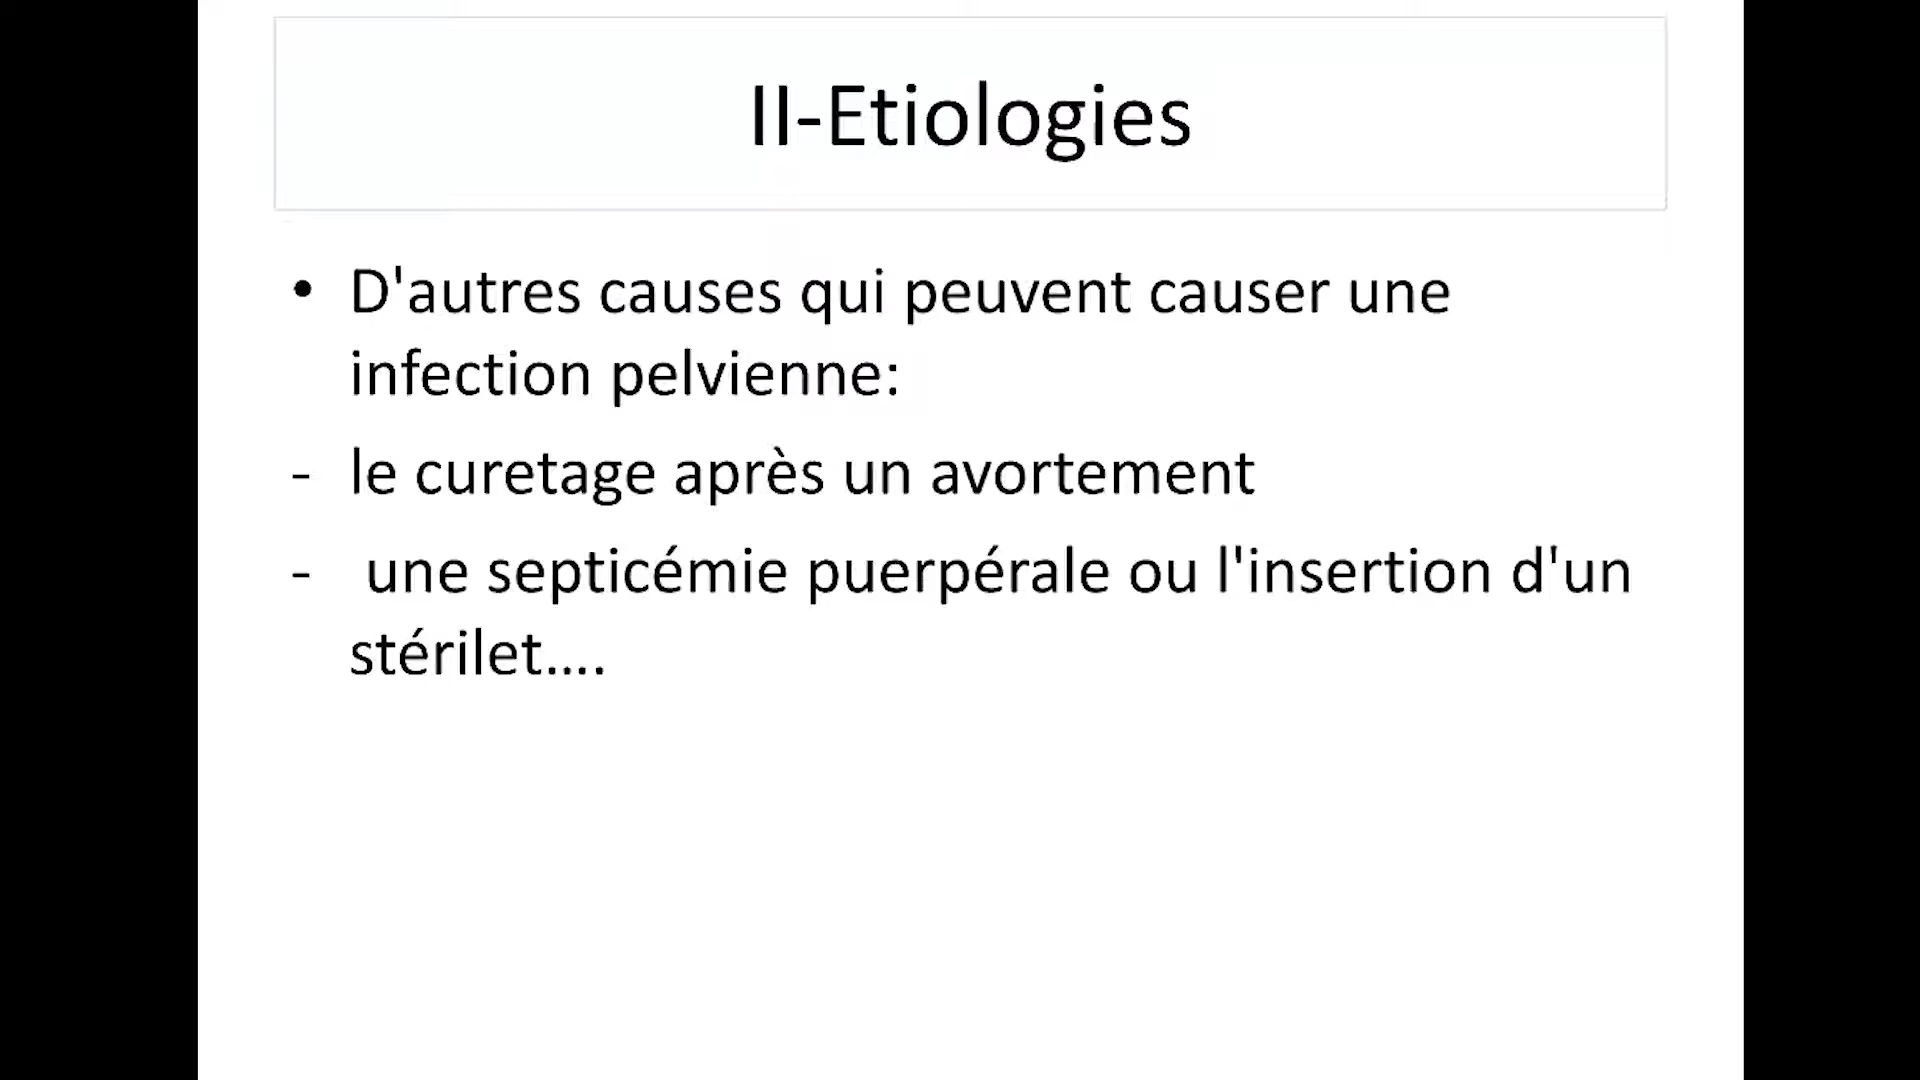 II-Etiologies
• D'autres causes qui peuvent causer une
infection pelvienne:
- le curetage après un avortement
- une septicémie puerpérale ou l'insertion d'un
stérilet....